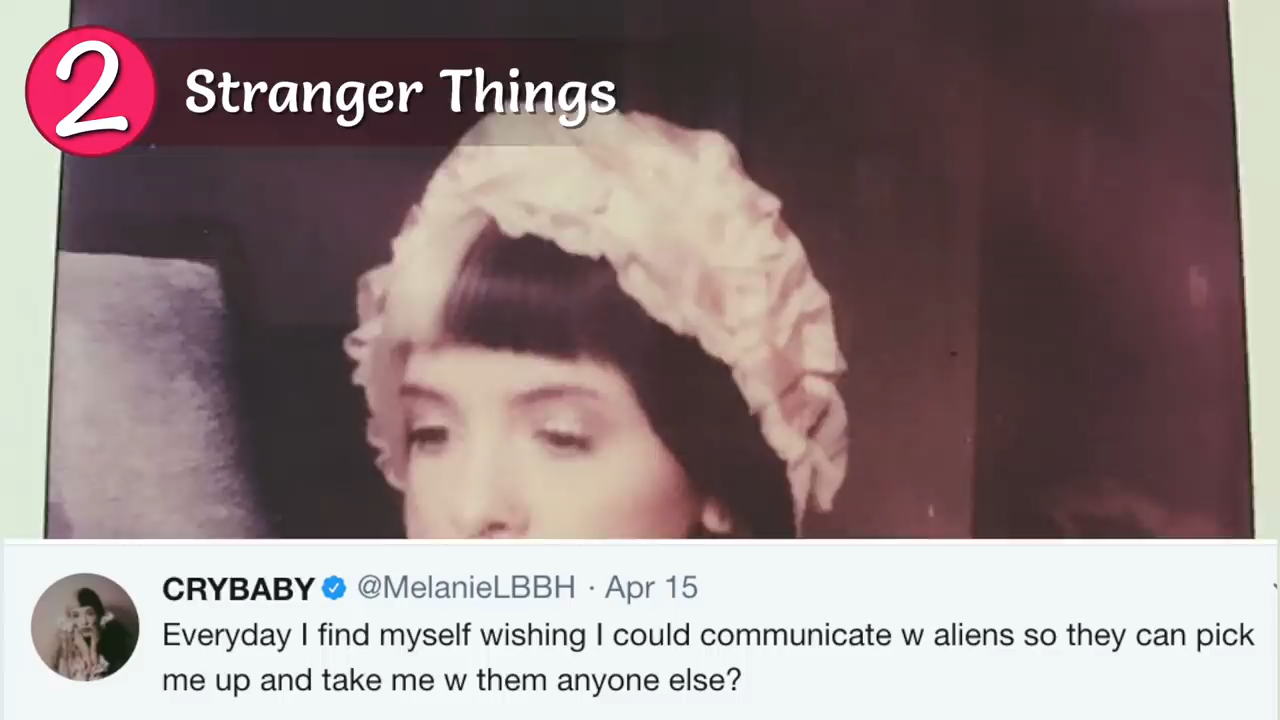 2
Stranger Things
CRYBABY @MelanieLBBH · Apr 15
Everyday I find myself wishing I could communicate w aliens so they can pick
me up and take me w them anyone else?